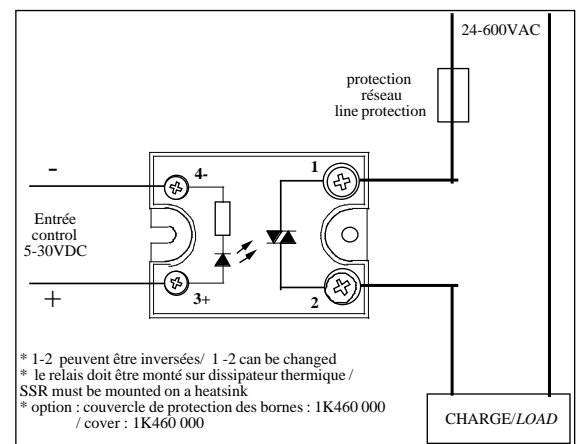 24-600VAC
protection
réseau
line protection
4-
1
-
Entrée
control
5-30VDC
+
3+
2
* 1-2 peuvent être inversées/ 1 -2 can be changed
* le relais doit être monté sur dissipateur thermique /
SSR must be mounted on a heatsink
* option : couvercle de protection des bornes : 1K460 000
/ cover : 1K460 000
CHARGE/LOAD